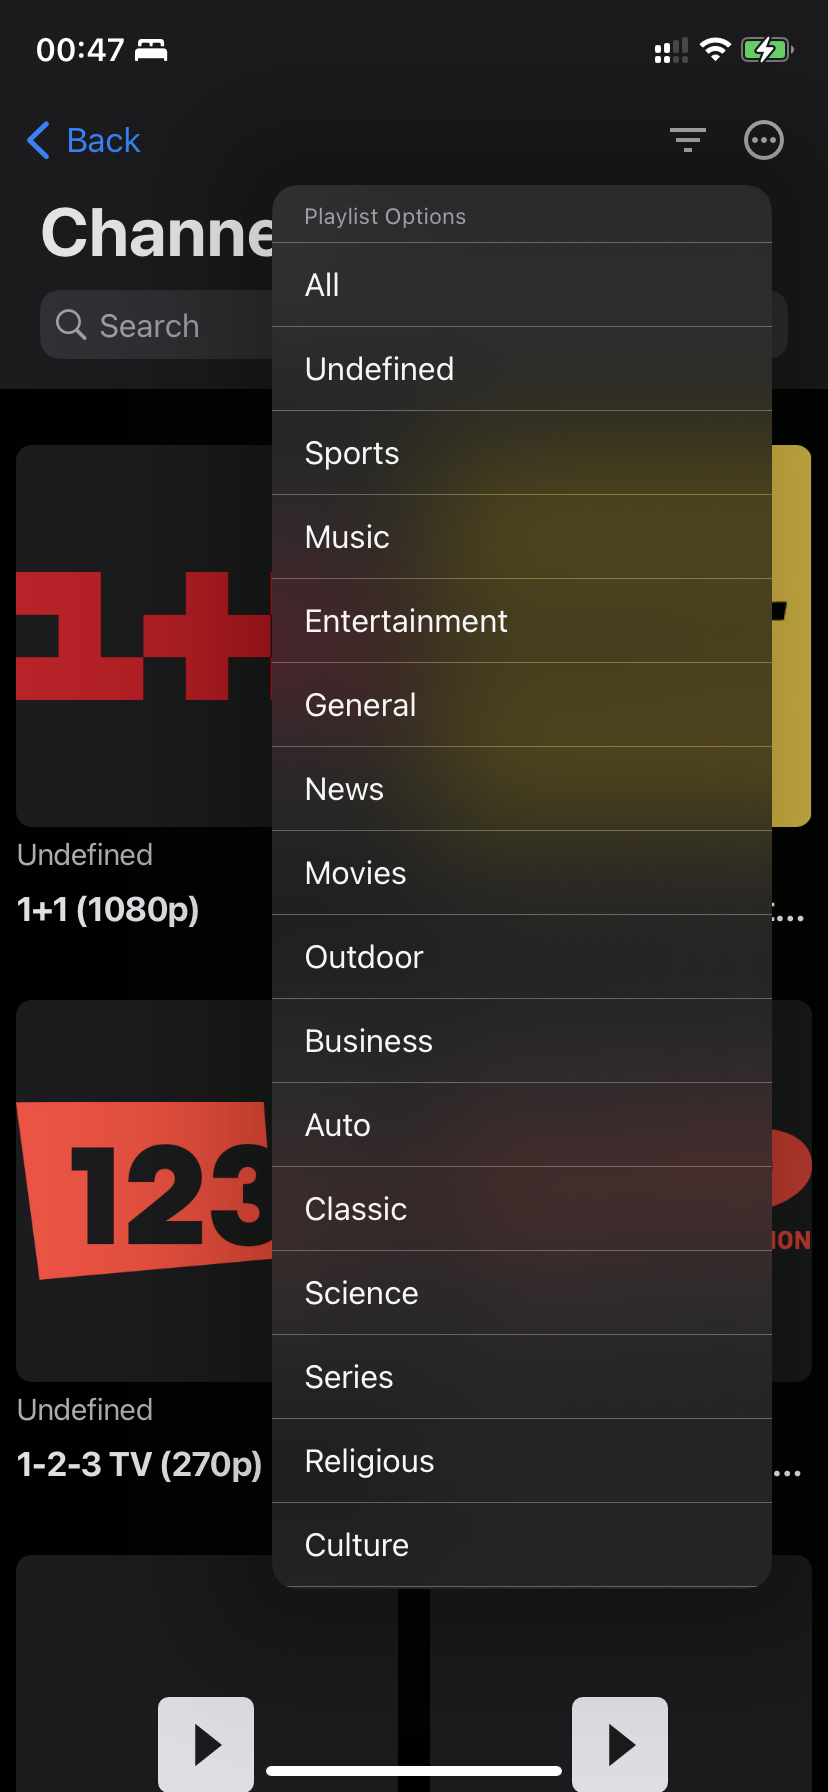 00:47
Back
Channe
Search
Playlist Options
All
Undefined
Sports
Music
Entertainment
General
News
Movies
Outdoor
Business
Auto
Classic
Science
Series
Religious
Culture
1+
Undefined
1+1 (1080p)
...
123
ION
Undefined
1-2-3 TV (270p)
...